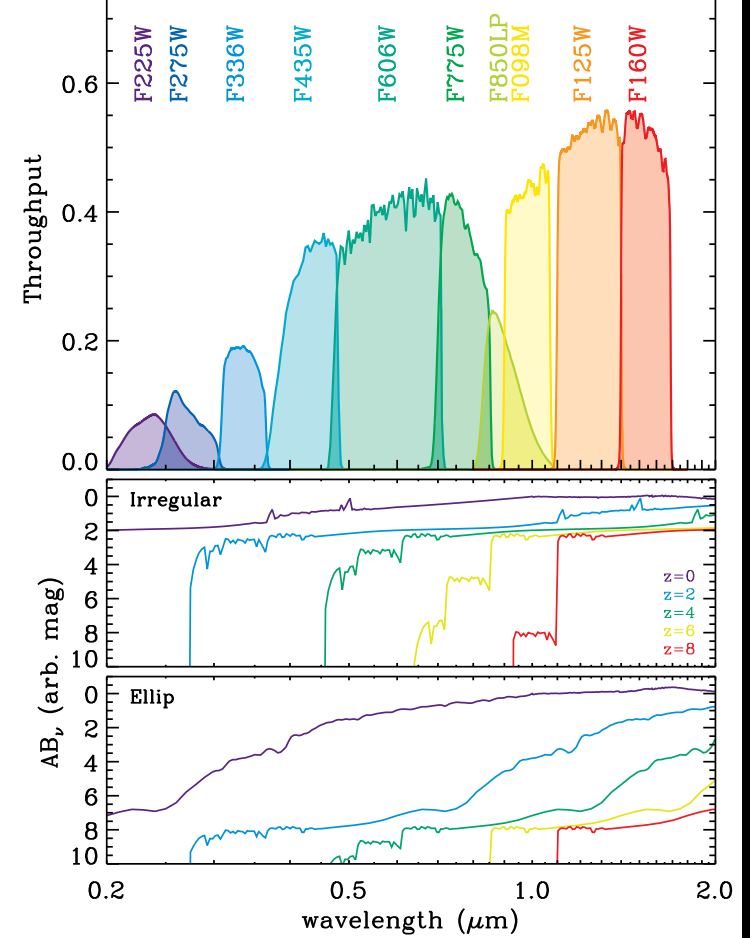 F225W
F275W
F336W
F435W
F606W
F775W
F850LP
F098M
F125W
F160W
Throughput
0.6
0.4
0.2
0.0
Irregular
0
2
4
6
8
10
z=0
z=2
z=4
z=6
z=8
ABν (arb. mag)
Ellip
0
2
4
6
8
10
0.2 0.5 1.0 2.0
wavelength (μm)